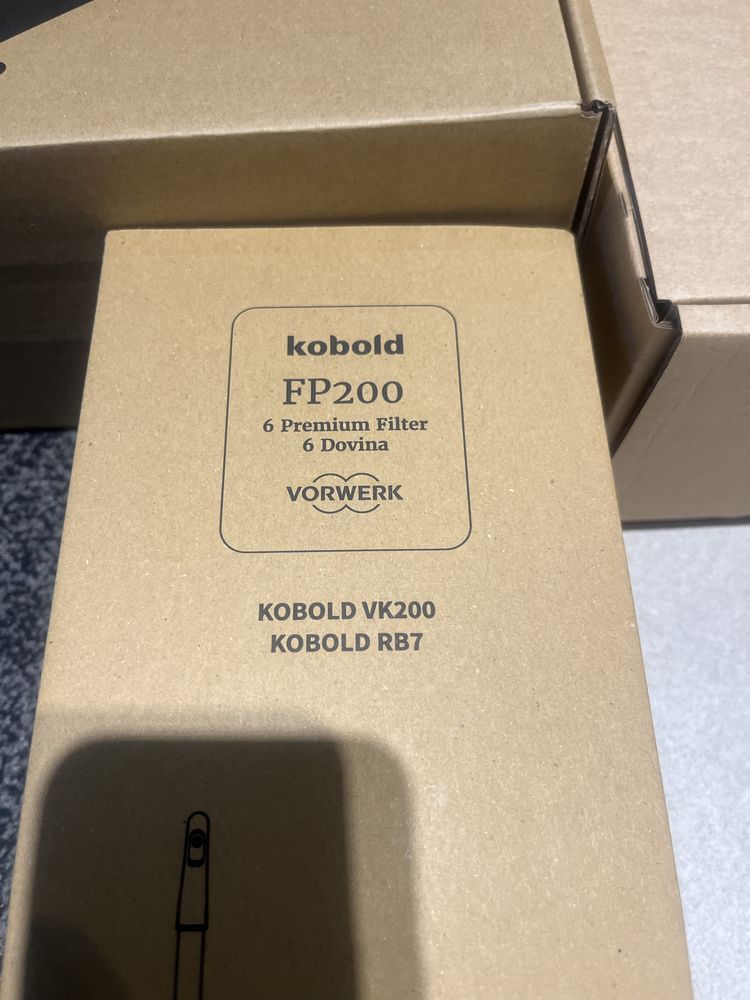 kobold
FP200
6 Premium Filter
6 Dovina
VORWERK
KOBOLD VK200
KOBOLD RB7